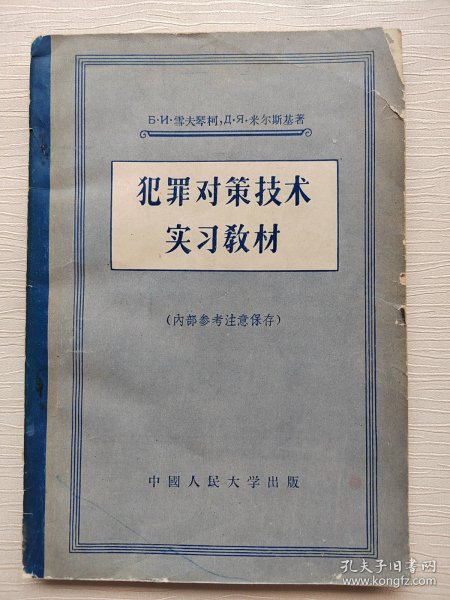 Б·И·雪夫琴柯,Д·Я·米尔斯基著
犯罪对策技术
实习教材
(內部参考注意保存)
中國人民大学出版
孔夫子旧书网
www.kongfz.com